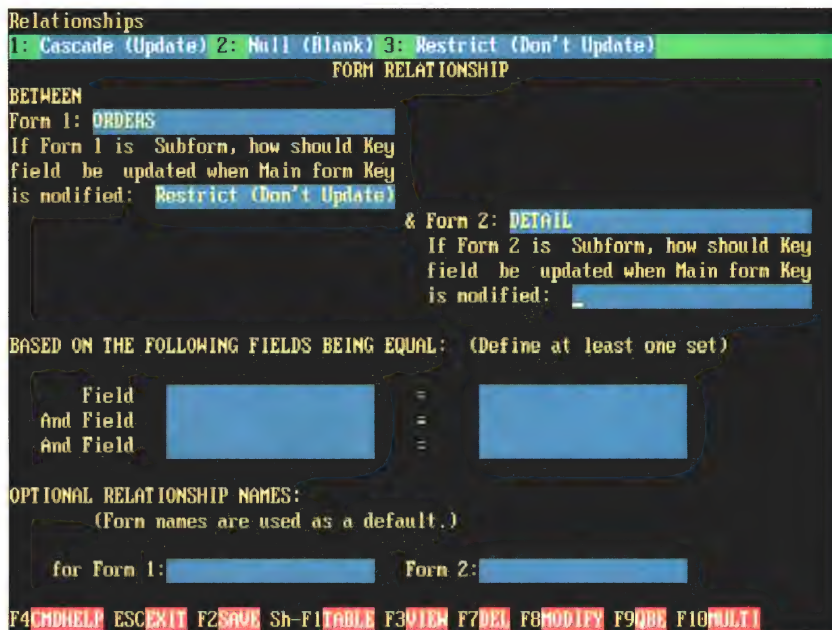 Relationships
1: Cascade (Update) 2: Null (Blank) 3: Restrict (Don't Update)
FORM RELATIONSHIP
BETWEEN
Form 1: ORDERS
If Form 1 is Subform, how should Key
field be updated when Main form Key
is modified: Restrict (Don't Update)
& Form 2: DETAIL
If Form 2 is Subform, how should Key
field be updated when Main form Key
is modified: _
BASED ON THE FOLLOWING FIELDS BEING EQUAL: (Define at least one set)
Field =
And Field =
And Field =
OPTIONAL RELATIONSHIP NAMES:
(Form names are used as a default.)
for Form 1: Form 2:
F4CMDHELP ESCEXIT F2SAVE Sh-F1TABLE F3VIEW F7DEL F8MODIFY F9QBE F10MULTI